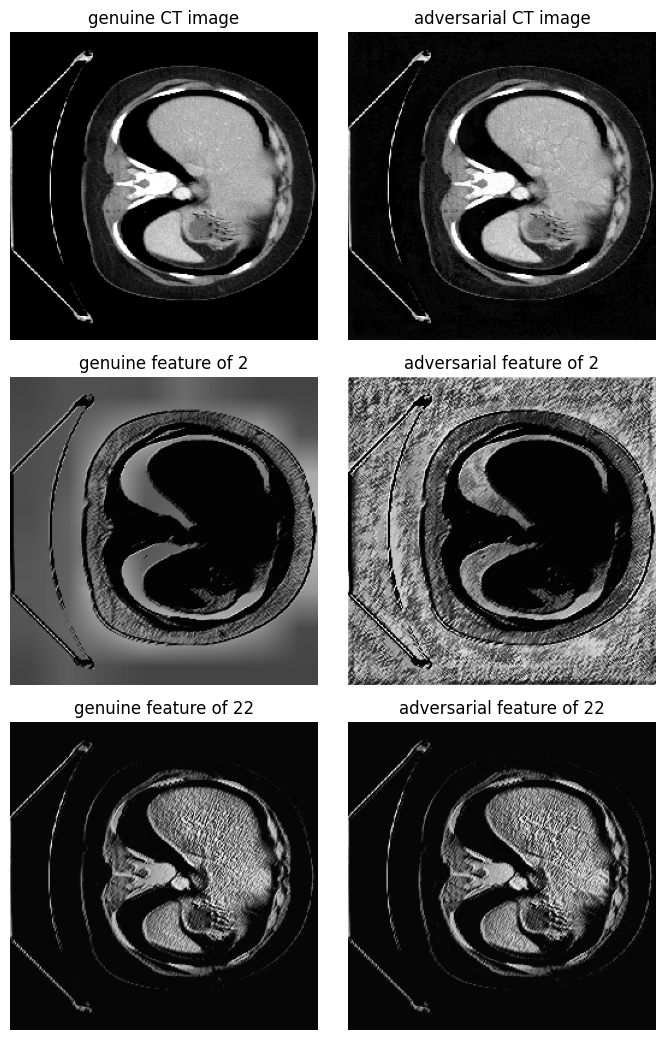 genuine CT image
adversarial CT image
genuine feature of 2
adversarial feature of 2
genuine feature of 22
adversarial feature of 22